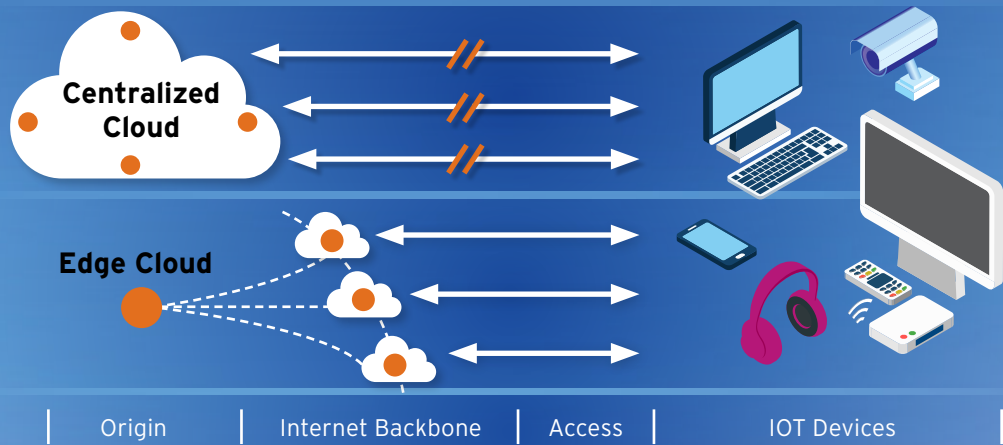 Centralized
Cloud
Edge Cloud
Origin
Internet Backbone
Access
IOT Devices